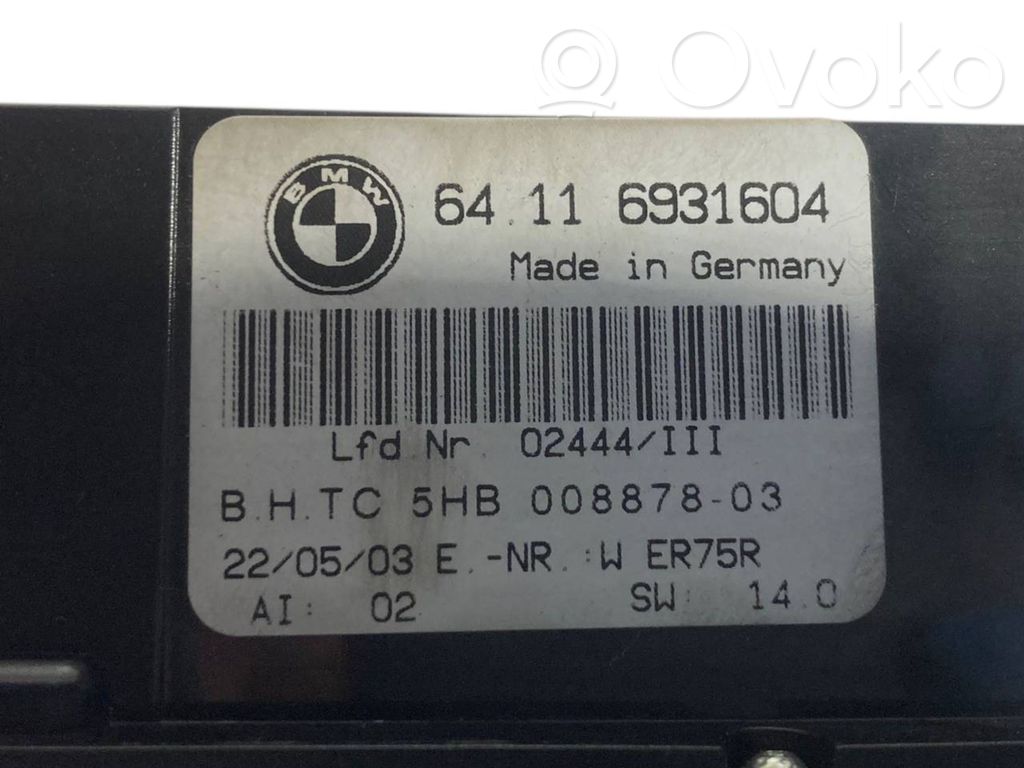 Ovoko
BMW
64.11 6931604
Made in Germany
Lfd.Nr. 02444/III
B.H.TC 5HB 008878-03
22/05/03 E.-NR.:W ER75R
AI: 02 SW: 14.0